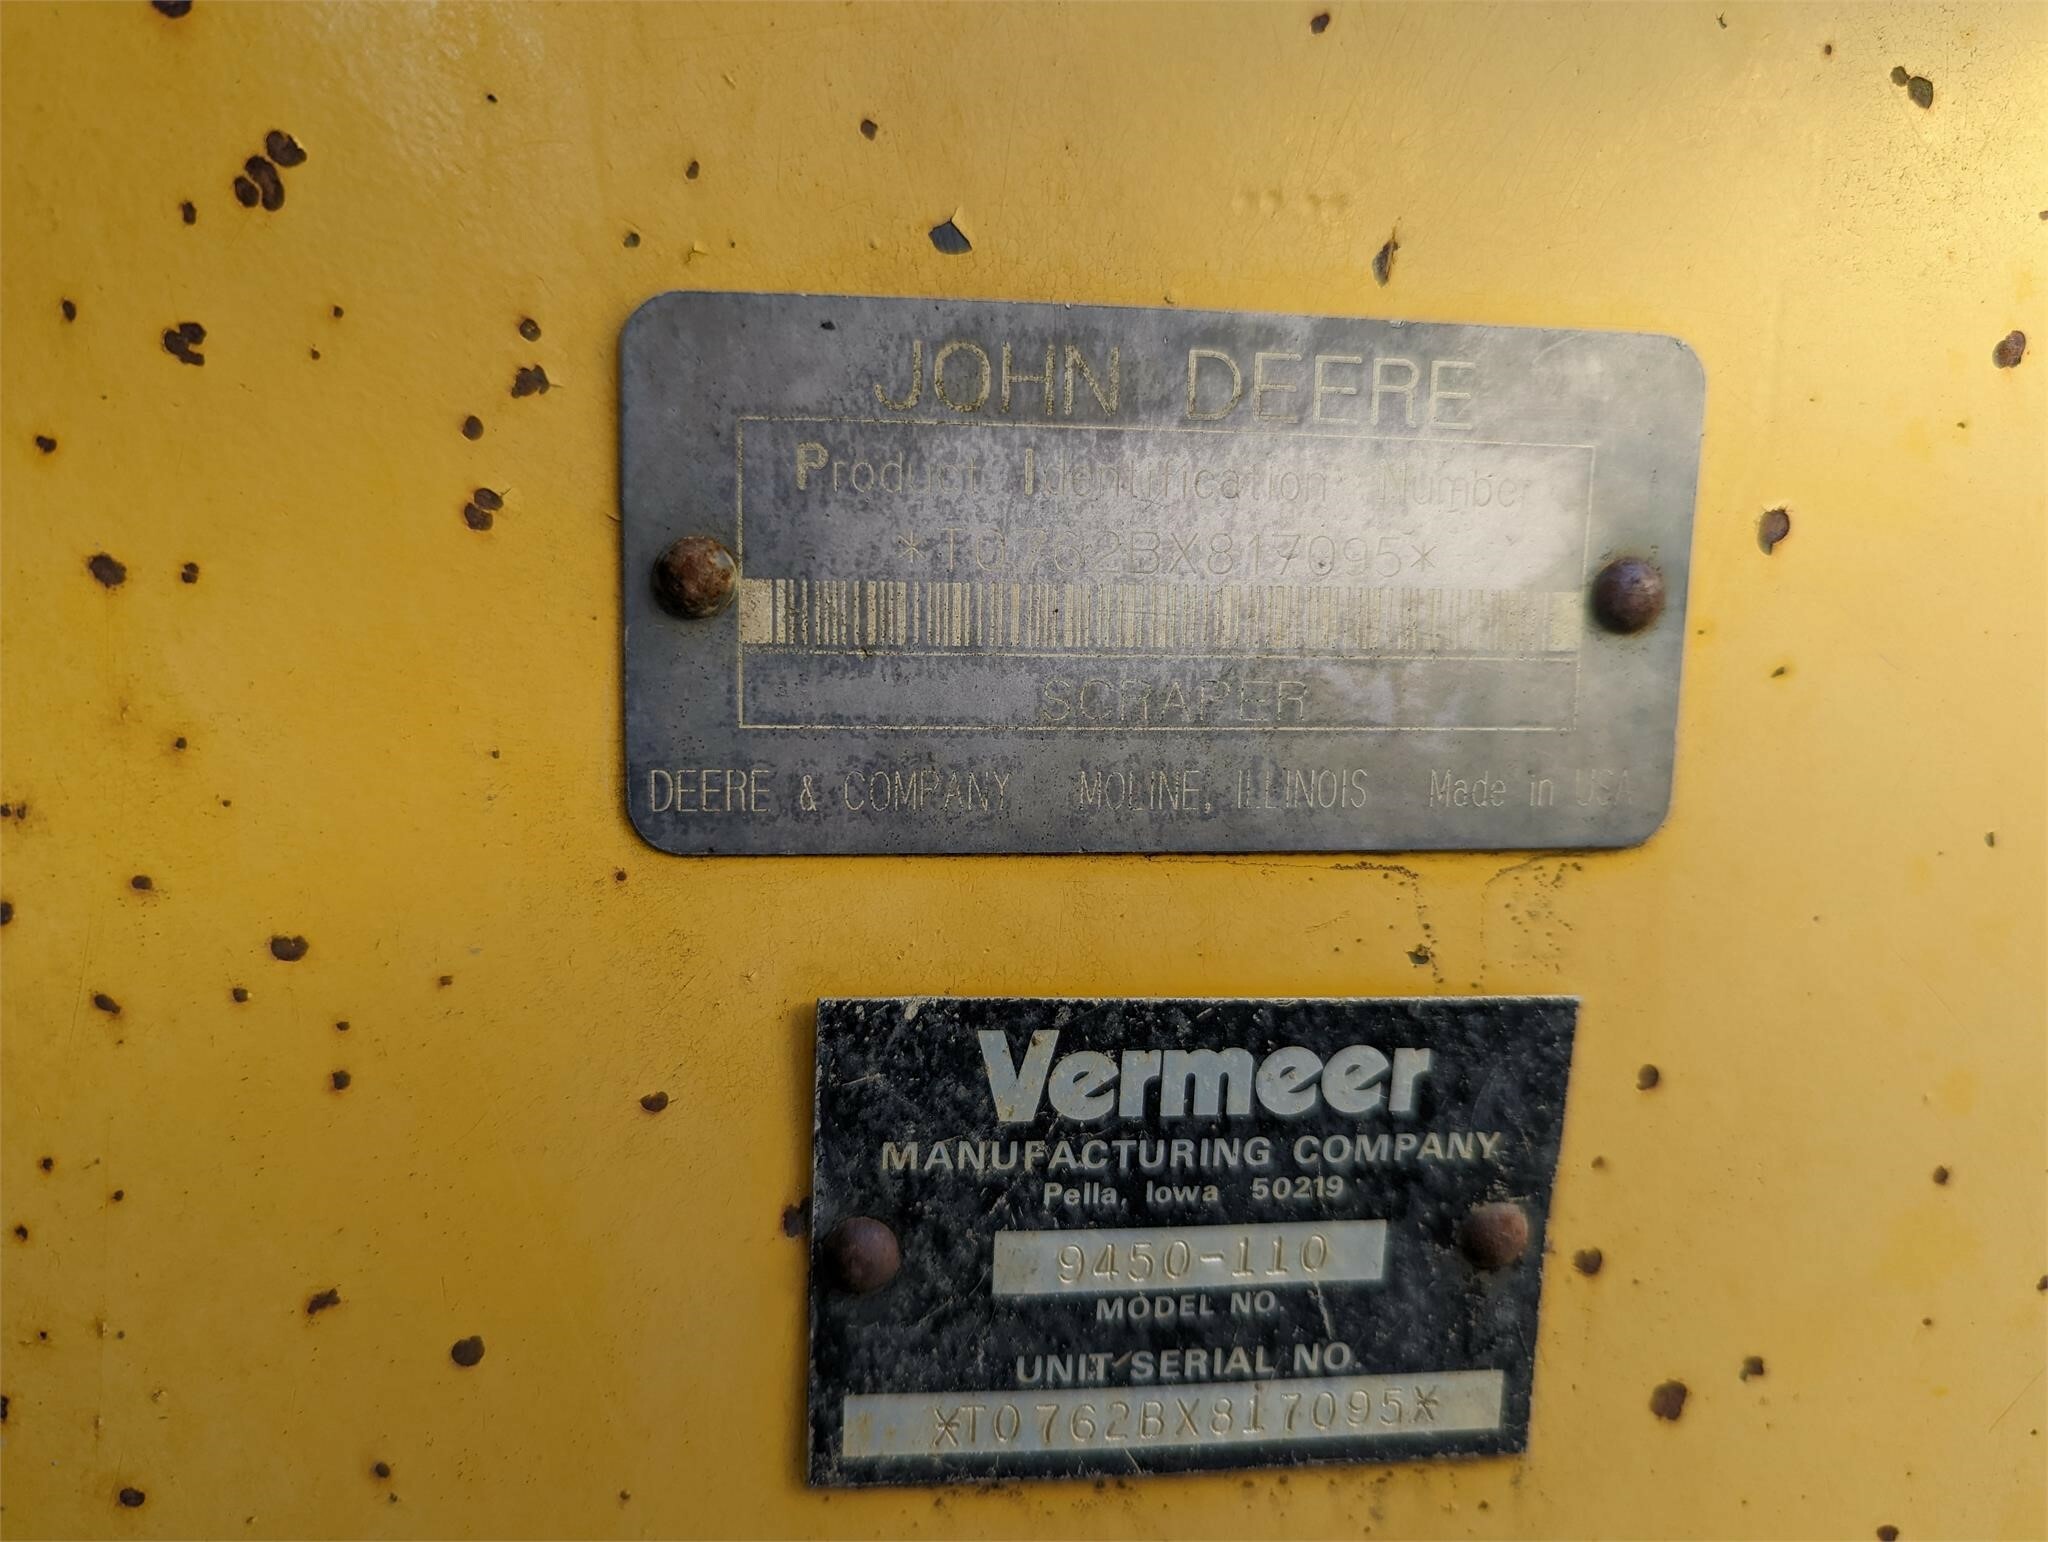 JOHN DEERE
Product Identification Number
*T0762BX817095*
SCRAPER
DEERE & COMPANY MOLINE, ILLINOIS Made in USA
Vermeer
MANUFACTURING COMPANY
Pella, Iowa 50219
9450-110
MODEL NO.
UNIT SERIAL NO.
*T0762BX817095*